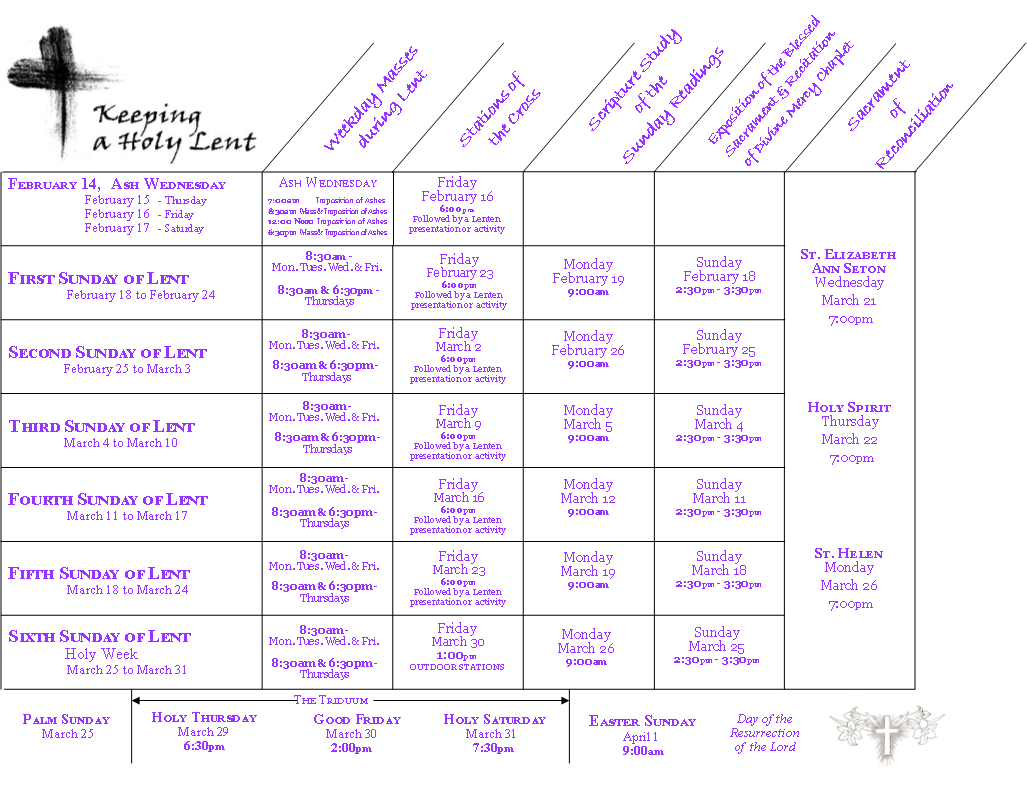 Keeping
a Holy Lent
Weekday Masses
during Lent
Stations of
the Cross
Scripture Study
of the
Sunday Readings
Exposition of the Blessed
Sacrament & Recitation
of Divine Mercy Chaplet
Sacrament
of
Reconciliation
February 14, Ash Wednesday
February 15 - Thursday
February 16 - Friday
February 17 - Saturday
Ash Wednesday
7:00am Imposition of Ashes
8:30am Mass & Imposition of Ashes
12:00 Noon Imposition of Ashes
6:30pm Mass & Imposition of Ashes
Friday
February 16
6:00pm
Followed by a Lenten
presentation or activity
First Sunday of Lent
February 18 to February 24
8:30am -
Mon. Tues. Wed. & Fri.
8:30am & 6:30pm -
Thursdays
Friday
February 23
6:00pm
Followed by a Lenten
presentation or activity
Monday
February 19
9:00am
Sunday
February 18
2:30pm - 3:30pm
St. Elizabeth
Ann Seton
Wednesday
March 21
7:00pm
Second Sunday of Lent
February 25 to March 3
8:30am-
Mon. Tues. Wed. & Fri.
8:30am & 6:30pm-
Thursdays
Friday
March 2
6:00pm
Followed by a Lenten
presentation or activity
Monday
February 26
9:00am
Sunday
February 25
2:30pm - 3:30pm
Third Sunday of Lent
March 4 to March 10
8:30am-
Mon. Tues. Wed. & Fri.
8:30am & 6:30pm-
Thursdays
Friday
March 9
6:00pm
Followed by a Lenten
presentation or activity
Monday
March 5
9:00am
Sunday
March 4
2:30pm - 3:30pm
Holy Spirit
Thursday
March 22
7:00pm
Fourth Sunday of Lent
March 11 to March 17
8:30am-
Mon. Tues. Wed. & Fri.
8:30am & 6:30pm-
Thursdays
Friday
March 16
6:00pm
Followed by a Lenten
presentation or activity
Monday
March 12
9:00am
Sunday
March 11
2:30pm - 3:30pm
Fifth Sunday of Lent
March 18 to March 24
8:30am-
Mon. Tues. Wed. & Fri.
8:30am & 6:30pm-
Thursdays
Friday
March 23
6:00pm
Followed by a Lenten
presentation or activity
Monday
March 19
9:00am
Sunday
March 18
2:30pm - 3:30pm
St. Helen
Monday
March 26
7:00pm
Sixth Sunday of Lent
Holy Week
March 25 to March 31
8:30am-
Mon. Tues. Wed. & Fri.
8:30am & 6:30pm-
Thursdays
Friday
March 30
1:00pm
OUTDOOR STATIONS
Monday
March 26
9:00am
Sunday
March 25
2:30pm - 3:30pm
The Triduum
Palm Sunday
March 25
Holy Thursday
March 29
6:30pm
Good Friday
March 30
2:00pm
Holy Saturday
March 31
7:30pm
Easter Sunday
April 1
9:00am
Day of the
Resurrection
of the Lord